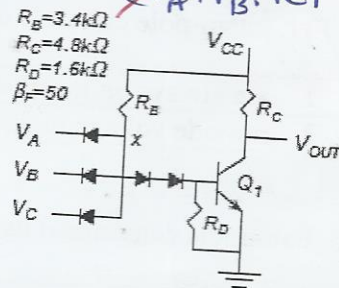 R_B=3.4kΩ
R_C=4.8kΩ
R_D=1.6kΩ
β_F=50
V_CC
R_B
R_C
V_A
x
V_OUT
V_B
Q_1
V_C
R_D